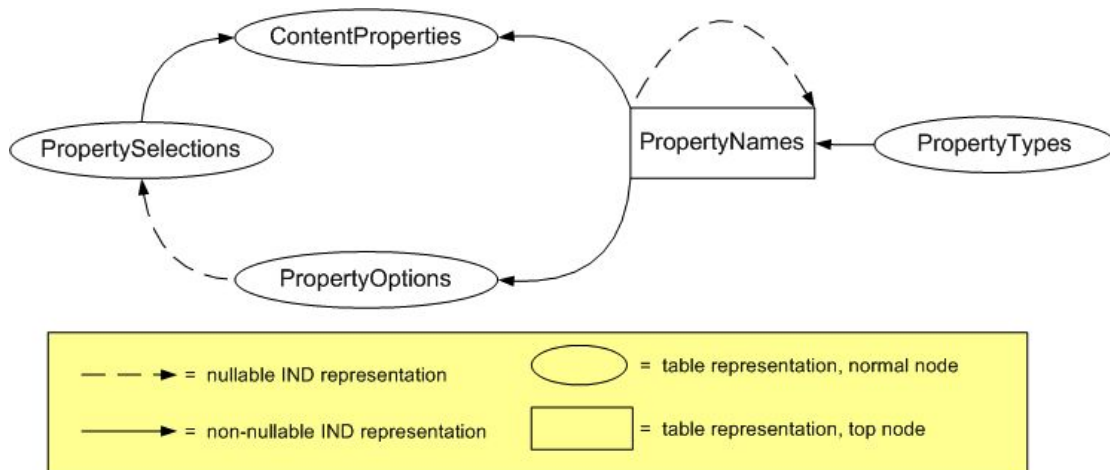 ContentProperties
PropertySelections
PropertyNames
PropertyTypes
PropertyOptions
= nullable IND representation
= table representation, normal node
= non-nullable IND representation
= table representation, top node